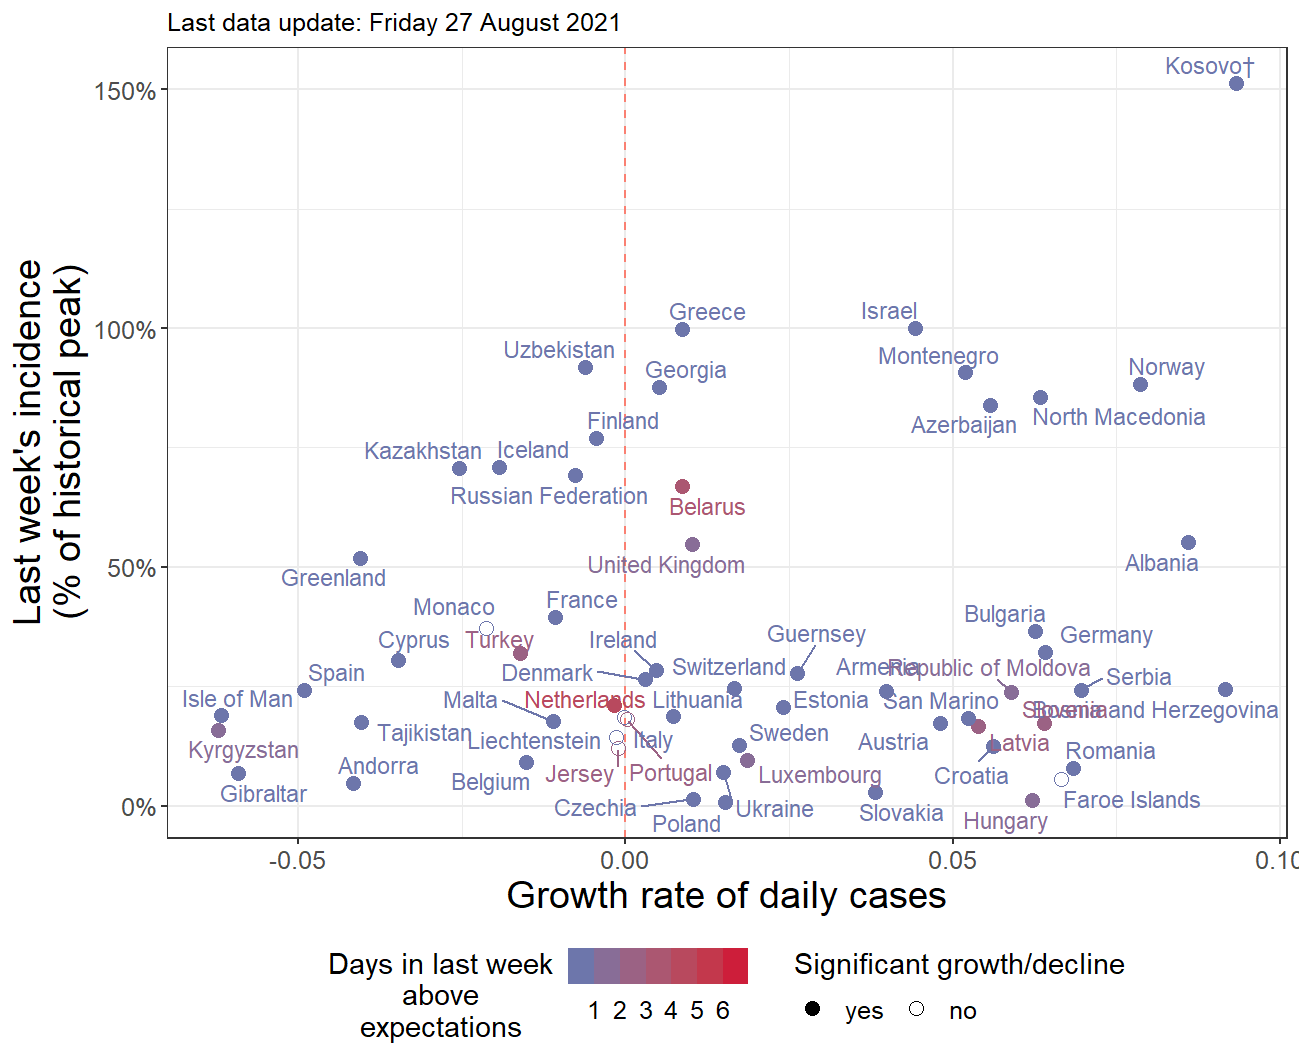 Last data update: Friday 27 August 2021
Kosovo†
150%
Greece
Israel
100%
Uzbekistan
Montenegro
Georgia
Norway
Finland
North Macedonia
Azerbaijan
Kazakhstan
Iceland
Russian Federation
Belarus
Last week's incidence
(% of historical peak)
United Kingdom
Albania
50%
Greenland
Monaco
France
Bulgaria
Cyprus
Turkey
Ireland
Guernsey
Germany
Spain
Denmark
Switzerland
Armenia
Republic of Moldova
Serbia
Isle of Man
Malta
Netherlands
Lithuania
Estonia
San Marino
Slovenia
Bosnia and Herzegovina
Tajikistan
Liechtenstein
Italy
Sweden
Austria
Latvia
Kyrgyzstan
Romania
Andorra
Belgium
Jersey
Portugal
Luxembourg
Croatia
Gibraltar
Czechia
Ukraine
Slovakia
Faroe Islands
0%
Poland
Hungary
-0.05
0.00
0.05
0.10
Growth rate of daily cases
Days in last week
above
expectations
1 2 3 4 5 6
Significant growth/decline
yes
no